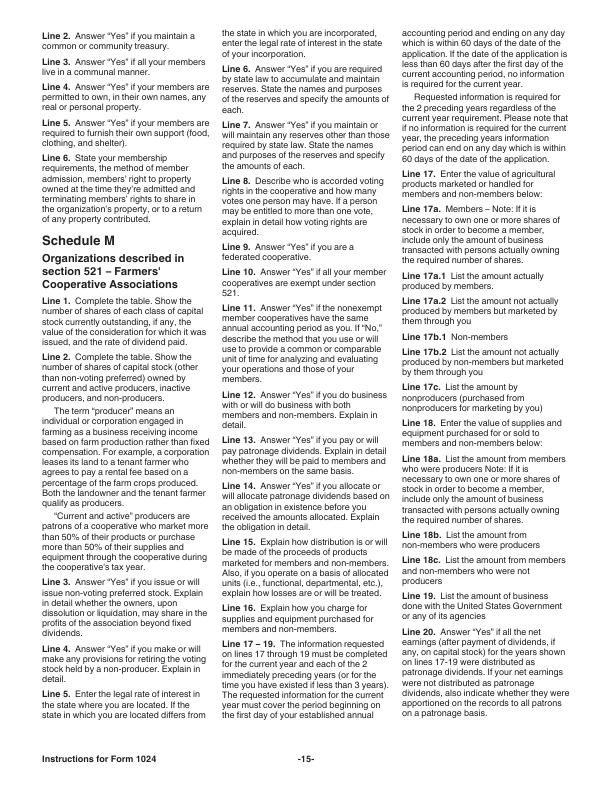 Line 2. Answer “Yes” if you maintain a
common or community treasury.
Line 3. Answer “Yes” if all your members
live in a communal manner.
Line 4. Answer “Yes” if your members are
permitted to own, in their own names, any
real or personal property.
Line 5. Answer “Yes” if your members are
required to furnish their own support (food,
clothing, and shelter).
Line 6. State your membership
requirements, the method of member
admission, members’ rights to property
owned at the time they’re admitted and
terminating members’ rights to share in
the organization’s property, or to a return
of any property contributed.
Schedule M
Organizations described in
section 521 – Farmers'
Cooperative Associations
Line 1. Complete the table. Show the
number of shares of each class of capital
stock currently outstanding, if any, the
value of the consideration for which it was
issued, and the rate of dividend paid.
Line 2. Complete the table. Show the
number of shares of capital stock (other
than non-voting preferred) owned by
current and active producers, inactive
producers, and non-producers.
The term “producer” means an
individual or corporation engaged in
farming as a business receiving income
based on farm production rather than fixed
compensation. For example, a corporation
leases its land to a tenant farmer who
agrees to pay a rental fee based on a
percentage of the farm crops produced.
Both the landowner and the tenant farmer
qualify as producers.
“Current and active” producers are
patrons of a cooperative who market more
than 50% of their products or purchase
more than 50% of their supplies and
equipment through the cooperative during
the cooperative’s tax year.
Line 3. Answer “Yes” if you issue or will
issue non-voting preferred stock. Explain
in detail whether the owners, upon
dissolution or liquidation, may share in the
profits of the association beyond fixed
dividends.
Line 4. Answer “Yes” if you make or will
make any provisions for retiring the voting
stock held by a non-producer. Explain in
detail.
Line 5. Enter the legal rate of interest in
the state where you are located. If the
state in which you are located differs from
the state in which you are incorporated,
enter the legal rate of interest in the state
of your incorporation.
Line 6. Answer “Yes” if you are required
by state law to accumulate and maintain
reserves. State the names and purposes
of the reserves and specify the amounts of
each.
Line 7. Answer “Yes” if you maintain or
will maintain any reserves other than those
required by state law. State the names
and purposes of the reserves and specify
the amounts of each.
Line 8. Describe who is accorded voting
rights in the cooperative and how many
votes one person may have. If a person
may be entitled to more than one vote,
explain in detail how voting rights are
acquired.
Line 9. Answer “Yes” if you are a
federated cooperative.
Line 10. Answer “Yes” if all your member
cooperatives are exempt under section
521.
Line 11. Answer “Yes” if the nonexempt
member cooperatives have the same
annual accounting period as you. If “No,”
describe the method that you use or will
use to provide a common or comparable
unit of time for analyzing and evaluating
your operations and those of your
members.
Line 12. Answer “Yes” if you do business
with or will do business with both
members and non-members. Explain in
detail.
Line 13. Answer “Yes” if you pay or will
pay patronage dividends. Explain in detail
whether they will be paid to members and
non-members on the same basis.
Line 14. Answer “Yes” if you allocate or
will allocate patronage dividends based on
an obligation in existence before you
received the amounts allocated. Explain
the obligation in detail.
Line 15. Explain how distribution is or will
be made of the proceeds of products
marketed for members and non-members.
Also, if you operate on a basis of allocated
units (i.e., functional, departmental, etc.),
explain how losses are or will be treated.
Line 16. Explain how you charge for
supplies and equipment purchased for
members and non-members.
Line 17 – 19. The information requested
on lines 17 through 19 must be completed
for the current year and each of the 2
immediately preceding years (or for the
time you have existed if less than 3 years).
The requested information for the current
year must cover the period beginning on
the first day of your established annual
accounting period and ending on any day
which is within 60 days of the date of the
application. If the date of the application is
less than 60 days after the first day of the
current accounting period, no information
is required for the current year.
Requested information is required for
the 2 preceding years regardless of the
current year requirement. Please note that
if no information is required for the current
year, the preceding years information
period can end on any day which is within
60 days of the date of the application.
Line 17. Enter the value of agricultural
products marketed or handled for
members and non-members below:
Line 17a. Members – Note: If it is
necessary to own one or more shares of
stock in order to become a member,
include only the amount of business
transacted with persons actually owning
the required number of shares.
Line 17a.1 List the amount actually
produced by members.
Line 17a.2 List the amount not actually
produced by members but marketed by
them through you
Line 17b.1 Non-members
Line 17b.2 List the amount not actually
produced by non-members but marketed
by them through you
Line 17c. List the amount by
nonproducers (purchased from
nonproducers for marketing by you)
Line 18. Enter the value of supplies and
equipment purchased for or sold to
members and non-members below:
Line 18a. List the amount from members
who were producers Note: If it is
necessary to own one or more shares of
stock in order to become a member,
include only the amount of business
transacted with persons actually owning
the required number of shares.
Line 18b. List the amount from
non-members who were producers
Line 18c. List the amount from members
and non-members who were not
producers
Line 19. List the amount of business
done with the United States Government
or any of its agencies
Line 20. Answer “Yes” if all the net
earnings (after payment of dividends, if
any, on capital stock) for the years shown
on lines 17-19 were distributed as
patronage dividends. If your net earnings
were not distributed as patronage
dividends, also indicate whether they were
apportioned on the records to all patrons
on a patronage basis.
Instructions for Form 1024
-15-